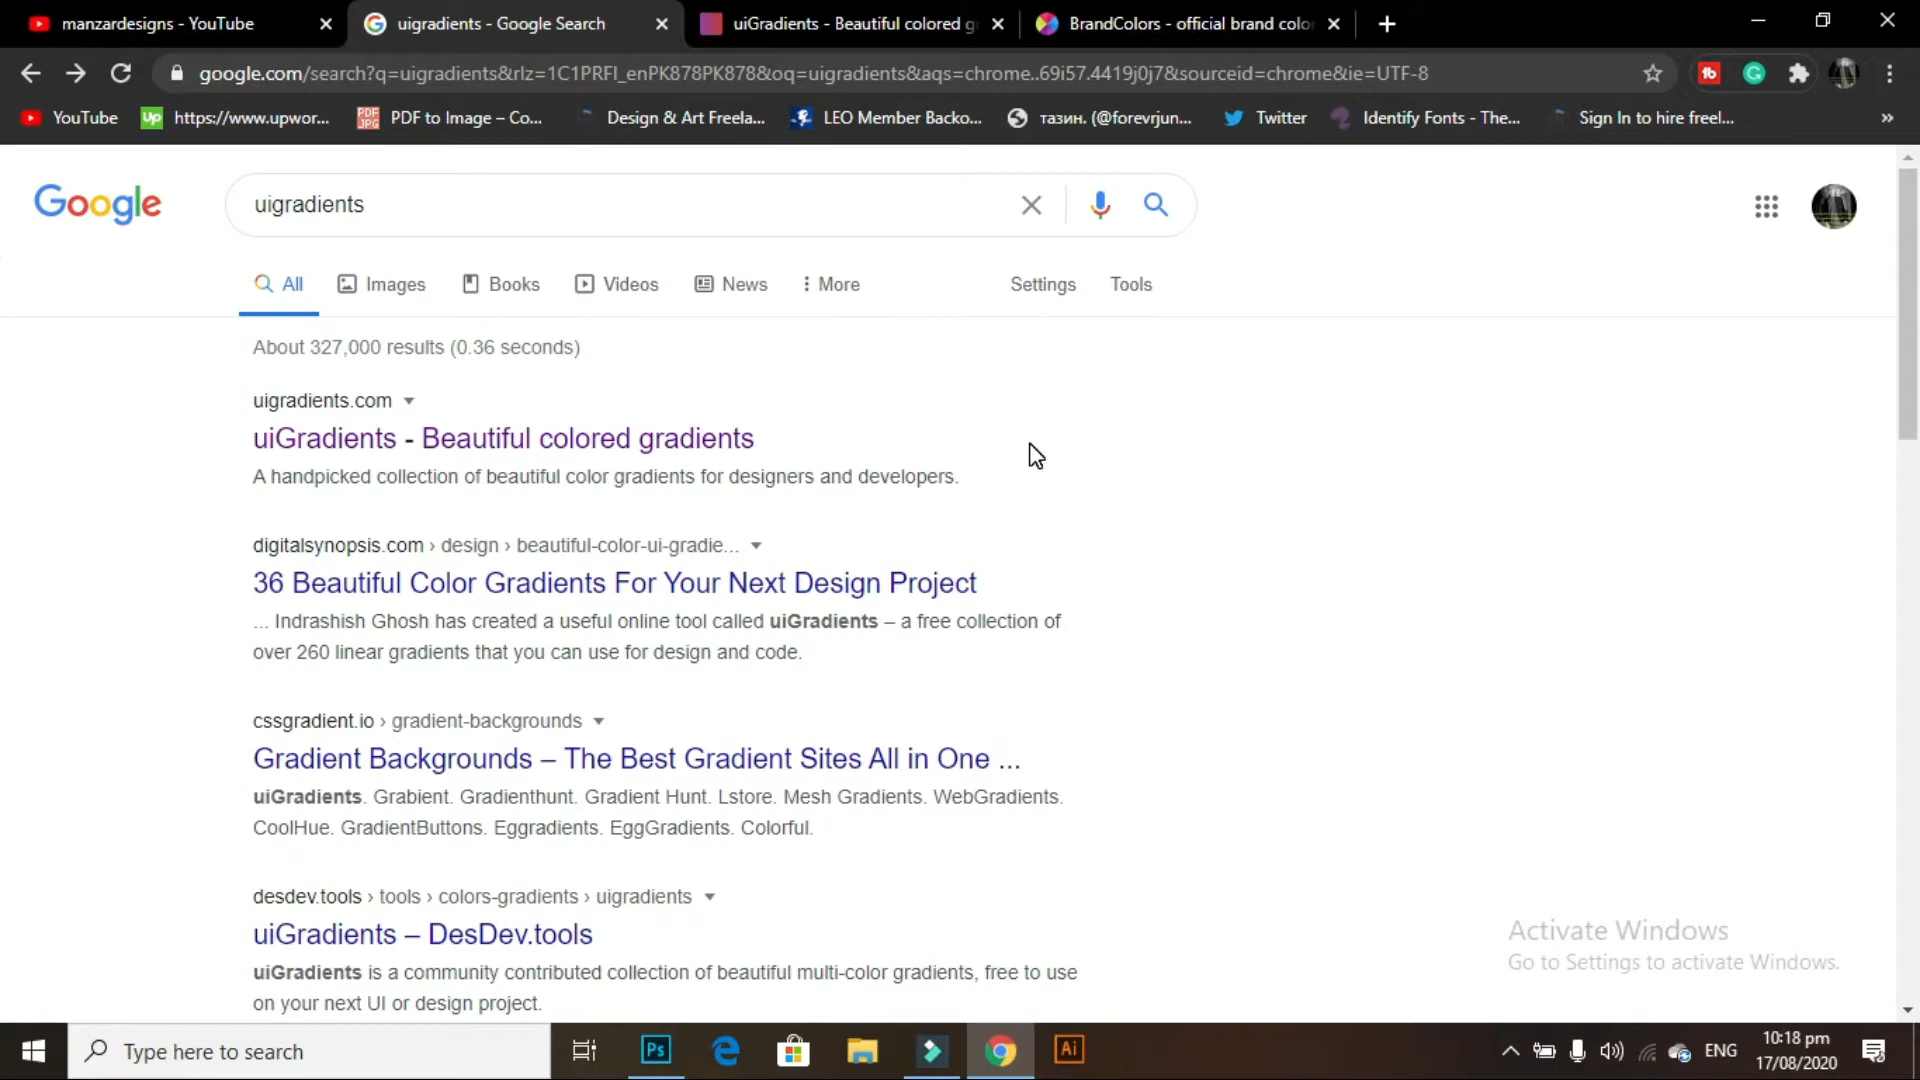 manzardesigns - YouTube
uigradients - Google Search
uiGradients - Beautiful colored g
BrandColors - official brand color
google.com/search?q=uigradients&rlz=1C1PRFI_enPK878PK878&oq=uigradients&aqs=chrome..69i57.4419j0j7&sourceid=chrome&ie=UTF-8
YouTube
Up
https://www.upwor...
PDF JPG
PDF to Image – Co...
Design & Art Freela...
LEO Member Backo...
тазин. (@forevrjun...
Twitter
Identify Fonts - The...
Sign In to hire freel...
»
Google
uigradients
All
Images
Books
Videos
News
More
Settings
Tools
About 327,000 results (0.36 seconds)
uigradients.com
uiGradients - Beautiful colored gradients
A handpicked collection of beautiful color gradients for designers and developers.
digitalsynopsis.com › design › beautiful-color-ui-gradie...
36 Beautiful Color Gradients For Your Next Design Project
... Indrashish Ghosh has created a useful online tool called uiGradients – a free collection of
over 260 linear gradients that you can use for design and code.
cssgradient.io › gradient-backgrounds
Gradient Backgrounds – The Best Gradient Sites All in One ...
uiGradients. Grabient. Gradienthunt. Gradient Hunt. Lstore. Mesh Gradients. WebGradients.
CoolHue. GradientButtons. Eggradients. EggGradients. Colorful.
desdev.tools › tools › colors-gradients › uigradients
uiGradients – DesDev.tools
uiGradients is a community contributed collection of beautiful multi-color gradients, free to use
on your next UI or design project.
Activate Windows
Go to Settings to activate Windows.
Type here to search
Ps
Ai
ENG
10:18 pm
17/08/2020